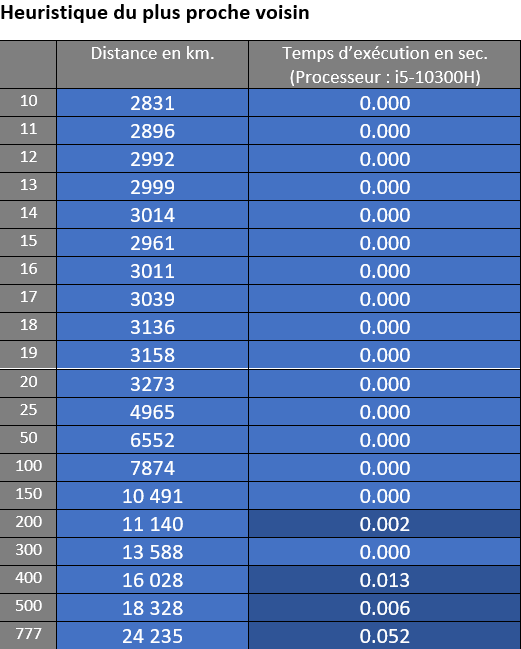 Heuristique du plus proche voisin
Distance en km. Temps d’exécution en sec.
(Processeur : i5-10300H)
10 2831 0.000
11 2896 0.000
12 2992 0.000
13 2999 0.000
14 3014 0.000
15 2961 0.000
16 3011 0.000
17 3039 0.000
18 3136 0.000
19 3158 0.000
20 3273 0.000
25 4965 0.000
50 6552 0.000
100 7874 0.000
150 10 491 0.000
200 11 140 0.002
300 13 588 0.000
400 16 028 0.013
500 18 328 0.006
777 24 235 0.052